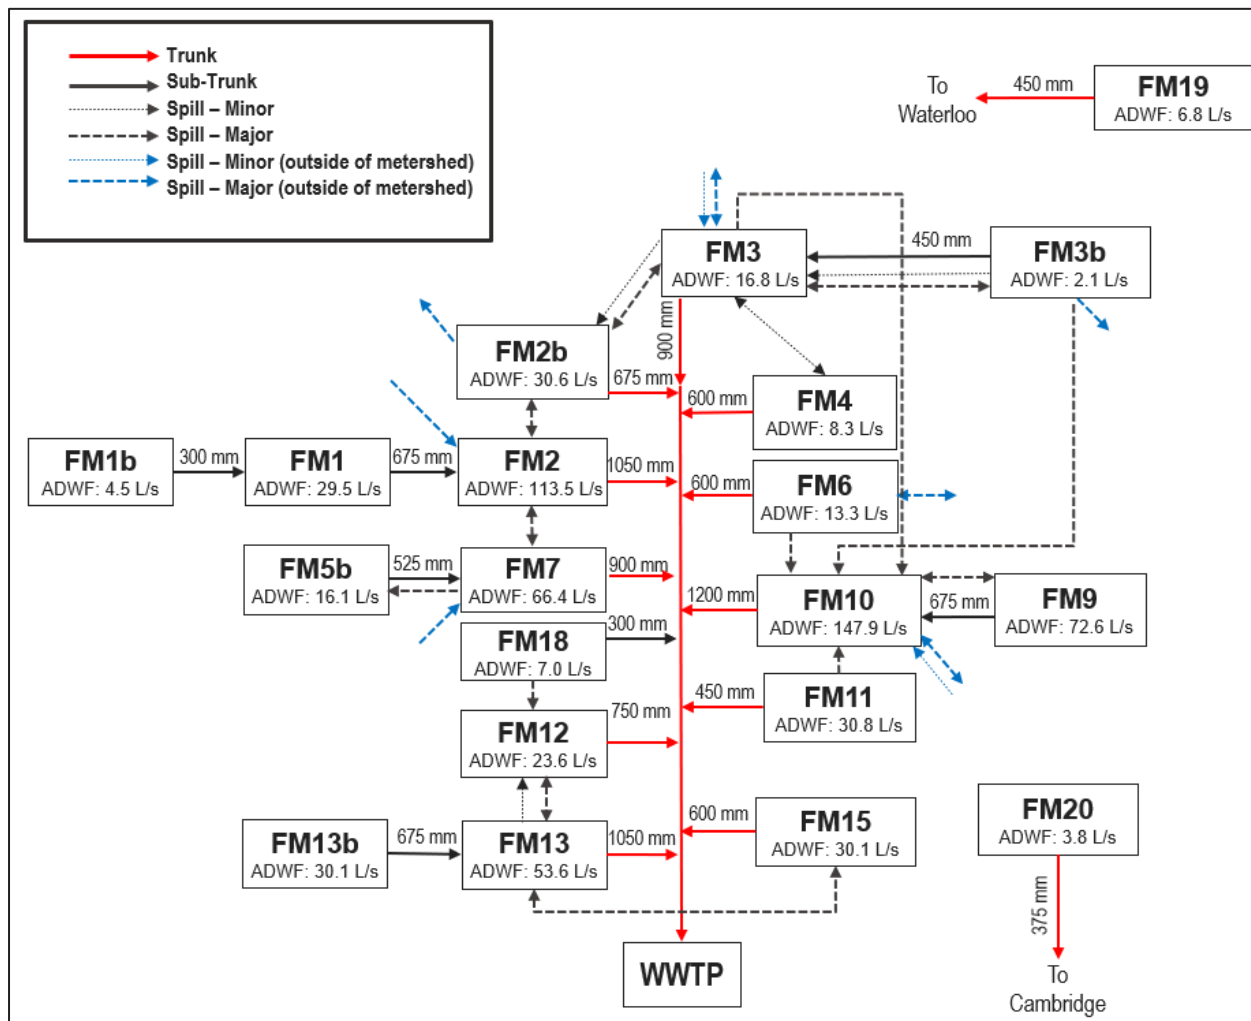 Trunk
Sub-Trunk
Spill – Minor
Spill – Major
Spill – Minor (outside of metershed)
Spill – Major (outside of metershed)
To
Waterloo
450 mm
FM19
ADWF: 6.8 L/s
FM3
ADWF: 16.8 L/s
450 mm
FM3b
ADWF: 2.1 L/s
900 mm
FM2b
ADWF: 30.6 L/s
675 mm
600 mm
FM4
ADWF: 8.3 L/s
FM1b
ADWF: 4.5 L/s
300 mm
FM1
ADWF: 29.5 L/s
675 mm
FM2
ADWF: 113.5 L/s
1050 mm
600 mm
FM6
ADWF: 13.3 L/s
FM5b
ADWF: 16.1 L/s
525 mm
FM7
ADWF: 66.4 L/s
900 mm
1200 mm
FM10
ADWF: 147.9 L/s
675 mm
FM9
ADWF: 72.6 L/s
FM18
ADWF: 7.0 L/s
300 mm
450 mm
FM11
ADWF: 30.8 L/s
FM12
ADWF: 23.6 L/s
750 mm
FM13b
ADWF: 30.1 L/s
675 mm
FM13
ADWF: 53.6 L/s
1050 mm
600 mm
FM15
ADWF: 30.1 L/s
FM20
ADWF: 3.8 L/s
375 mm
To
Cambridge
WWTP